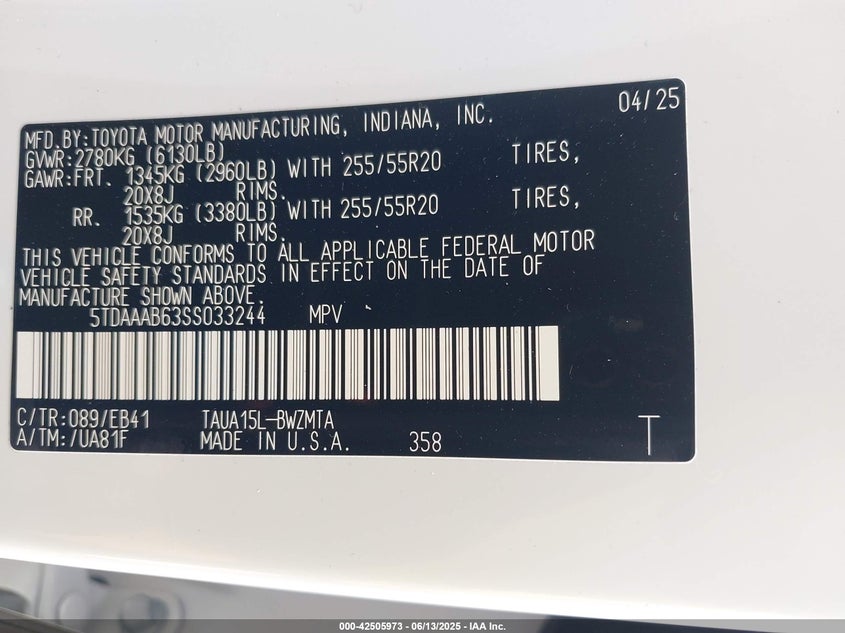 04/25
MFD.BY:TOYOTA MOTOR MANUFACTURING, INDIANA, INC.
GVWR:2780KG (6130LB)
GAWR:FRT. 1345KG (2960LB) WITH 255/55R20 TIRES,
20X8J RIMS.
RR. 1535KG (3380LB) WITH 255/55R20 TIRES,
20X8J RIMS.
THIS VEHICLE CONFORMS TO ALL APPLICABLE FEDERAL MOTOR
VEHICLE SAFETY STANDARDS IN EFFECT ON THE DATE OF
MANUFACTURE SHOWN ABOVE.
5TDAAAB63SS033244 MPV
C/TR:089/EB41 TAUA15L-BWZMTA
A/TM:/UA81F MADE IN U.S.A. 358 T
000-42505973 - 06/13/2025 - IAA Inc.